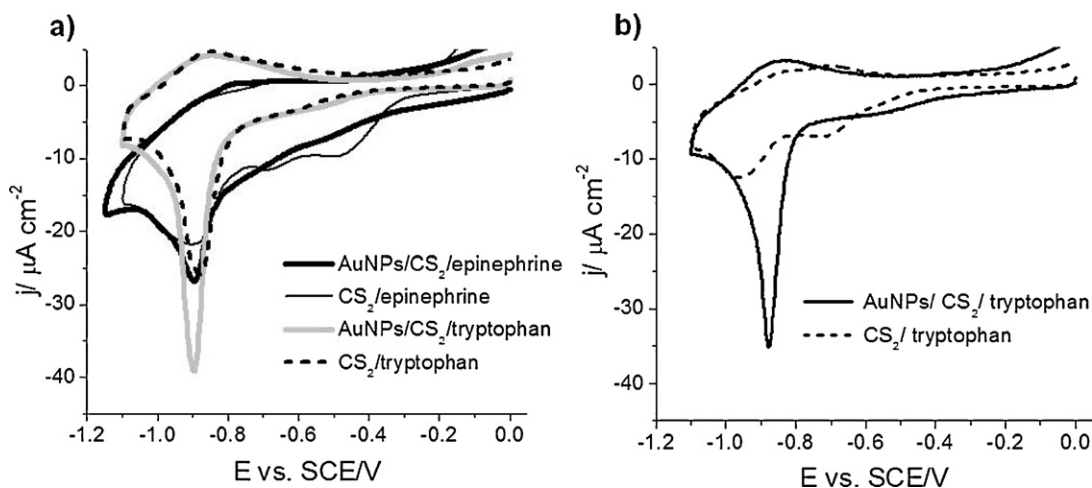 a)
0
-10
-20
-30
-40
j/ μA cm⁻²
AuNPs/CS₂/epinephrine
CS₂/epinephrine
AuNPs/CS₂/tryptophan
CS₂/tryptophan
-1.2 -1.0 -0.8 -0.6 -0.4 -0.2 0.0
E vs. SCE/V
b)
0
-10
-20
-30
-40
j/ μA cm⁻²
AuNPs/ CS₂/ tryptophan
CS₂/ tryptophan
-1.2 -1.0 -0.8 -0.6 -0.4 -0.2 0.0
E vs. SCE/V